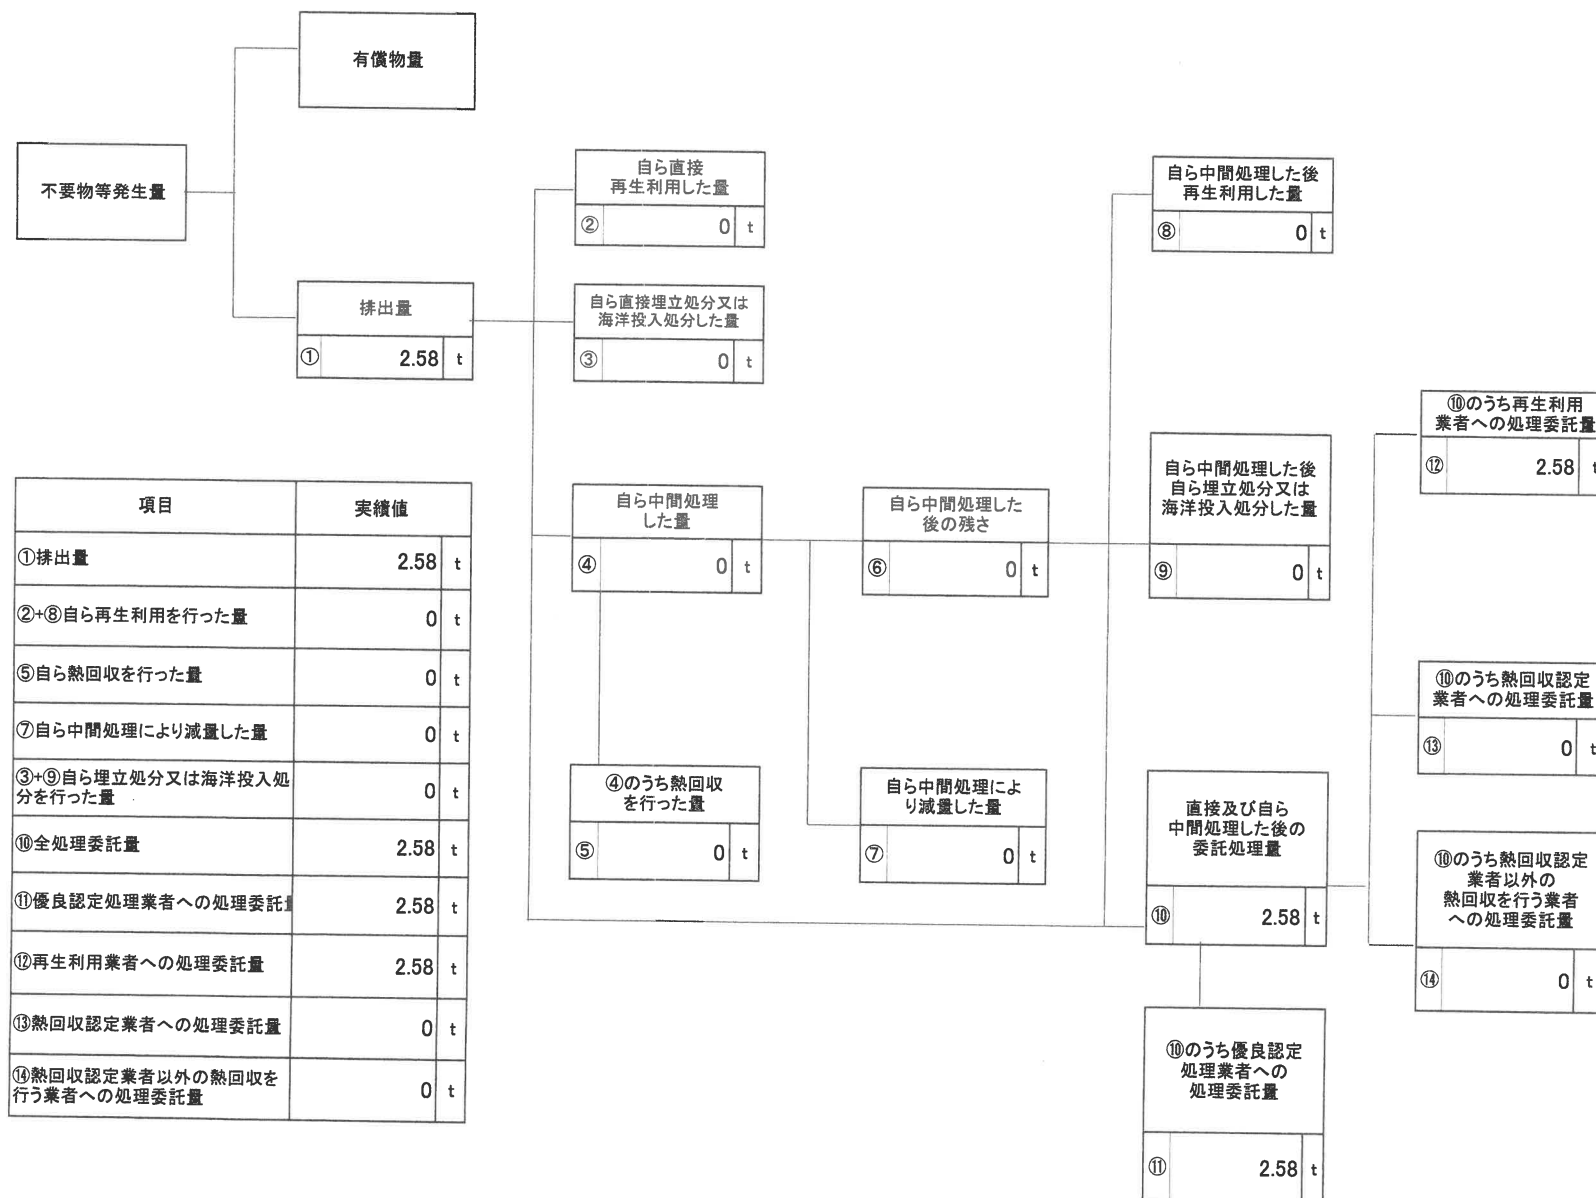 有償物量
不要物等発生量
排出量
① 2.58 t
自ら直接
再生利用した量
② 0 t
自ら直接埋立処分又は
海洋投入処分した量
③ 0 t
自ら中間処理
した量
④ 0 t
④のうち熱回収
を行った量
⑤ 0 t
自ら中間処理した
後の残さ
⑥ 0 t
自ら中間処理によ
り減量した量
⑦ 0 t
自ら中間処理した後
再生利用した量
⑧ 0 t
自ら中間処理した後
自ら埋立処分又は
海洋投入処分した量
⑨ 0 t
直接及び自ら
中間処理した後の
委託処理量
⑩ 2.58 t
⑩のうち優良認定
処理業者への
処理委託量
⑪ 2.58 t
⑩のうち再生利用
業者への処理委託量
⑫ 2.58 t
⑩のうち熱回収認定
業者への処理委託量
⑬ 0 t
⑩のうち熱回収認定
業者以外の
熱回収を行う業者
への処理委託量
⑭ 0 t
項目 実績値
①排出量 2.58 t
②+⑧自ら再生利用を行った量 0 t
⑤自ら熱回収を行った量 0 t
⑦自ら中間処理により減量した量 0 t
③+⑨自ら埋立処分又は海洋投入処
分を行った量 0 t
⑩全処理委託量 2.58 t
⑪優良認定処理業者への処理委託 2.58 t
⑫再生利用業者への処理委託量 2.58 t
⑬熱回収認定業者への処理委託量 0 t
⑭熱回収認定業者以外の熱回収を
行う業者への処理委託量 0 t